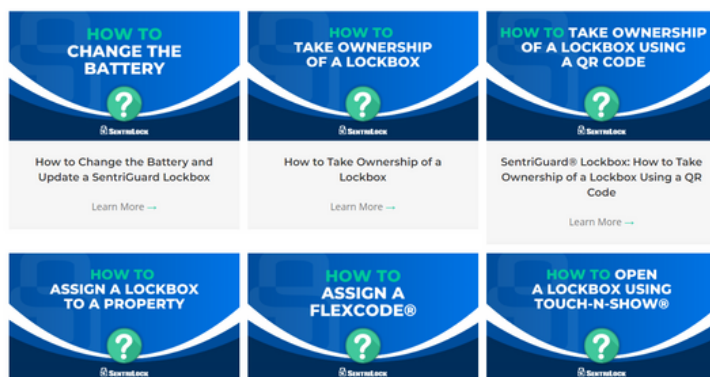 HOW TO
CHANGE THE
BATTERY
?
SENTRILOCK
How to Change the Battery and
Update a SentriGuard Lockbox
Learn More →
HOW TO
TAKE OWNERSHIP
OF A LOCKBOX
?
SENTRILOCK
How to Take Ownership of a
Lockbox
Learn More →
HOW TO TAKE OWNERSHIP
OF A LOCKBOX USING
A QR CODE
?
SENTRILOCK
SentriGuard® Lockbox: How to Take
Ownership of a Lockbox Using a QR
Code
Learn More →
HOW TO
ASSIGN A LOCKBOX
TO A PROPERTY
?
SENTRILOCK
HOW TO
ASSIGN A
FLEXCODE®
?
SENTRILOCK
HOW TO OPEN
A LOCKBOX USING
TOUCH-N-SHOW®
?
SENTRILOCK